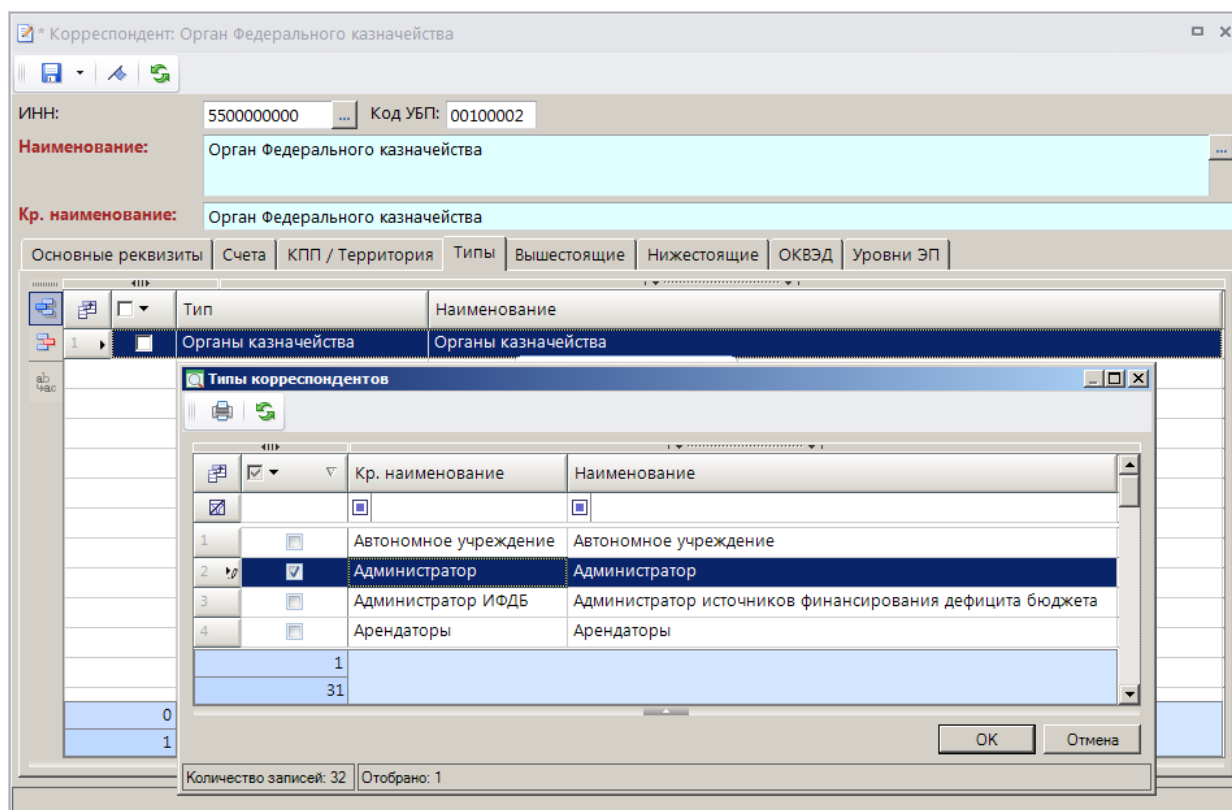 * Корреспондент: Орган Федерального казначейства
ИНН: 5500000000 ... Код УБП: 00100002
Наименование: Орган Федерального казначейства ...
Кр. наименование: Орган Федерального казначейства
Основные реквизиты Счета КПП / Территория Типы Вышестоящие Нижестоящие ОКВЭД Уровни ЭП
Тип Наименование
1 Органы казначейства Органы казначейства
ab
ac
Типы корреспондентов
Кр. наименование Наименование
1 Автономное учреждение Автономное учреждение
2 Администратор Администратор
3 Администратор ИФДБ Администратор источников финансирования дефицита бюджета
4 Арендаторы Арендаторы
1
31
0
1
OK Отмена
Количество записей: 32 Отобрано: 1